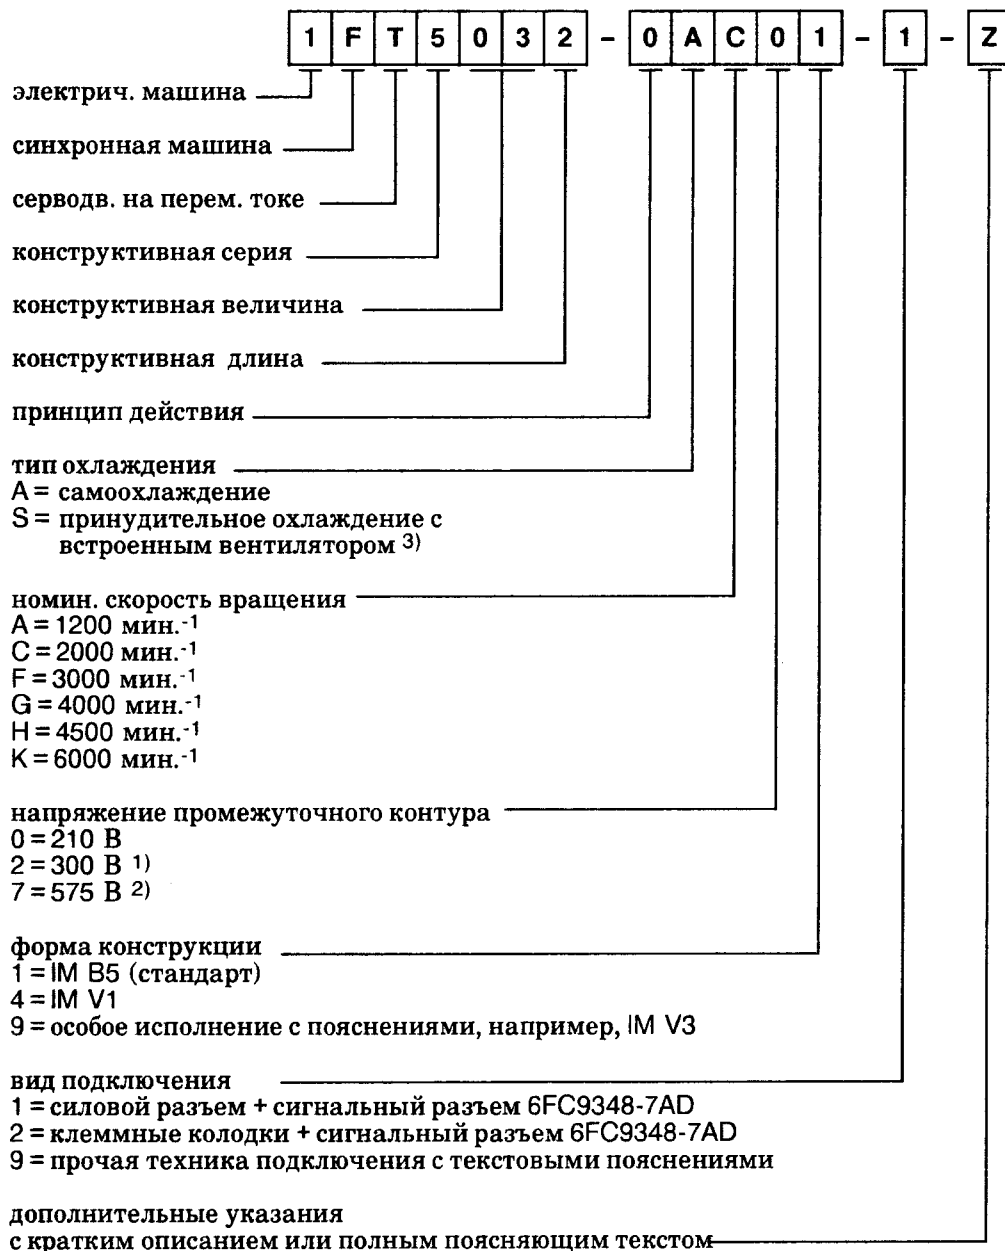 1 F T 5 0 3 2 - 0 A C 0 1 - 1 - Z
электрич. машина
синхронная машина
серводв. на перем. токе
конструктивная серия
конструктивная величина
конструктивная длина
принцип действия
тип охлаждения
A = самоохлаждение
S = принудительное охлаждение с
встроенным вентилятором 3)
номин. скорость вращения
A = 1200 мин.-1
C = 2000 мин.-1
F = 3000 мин.-1
G = 4000 мин.-1
H = 4500 мин.-1
K = 6000 мин.-1
напряжение промежуточного контура
0 = 210 В
2 = 300 В 1)
7 = 575 В 2)
форма конструкции
1 = IM B5 (стандарт)
4 = IM V1
9 = особое исполнение с пояснениями, например, IM V3
вид подключения
1 = силовой разъем + сигнальный разъем 6FC9348-7AD
2 = клеммные колодки + сигнальный разъем 6FC9348-7AD
9 = прочая техника подключения с текстовыми пояснениями
дополнительные указания
с кратким описанием или полным поясняющим текстом